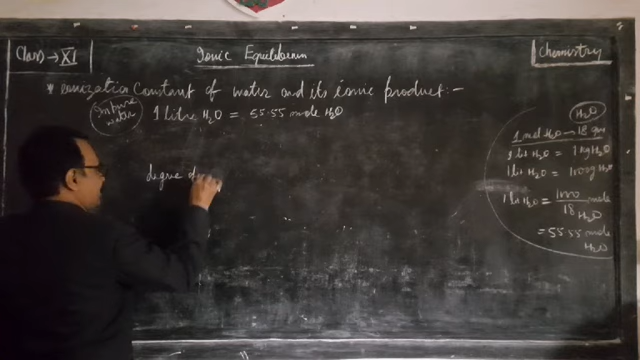 Class → XI
Ionic Equilibrium
Chemistry
* ionization Constant of water and its ionic product:-
In pure water
1 litre H₂O = 55.55 mole H₂O
degree of
H₂O
1 mol H₂O → 18 gm
1 lit H₂O = 1 kg H₂O
1 lit H₂O = 1000 g H₂O
1 lit H₂O = 1000/18 mole H₂O
= 55.55 mole
H₂O